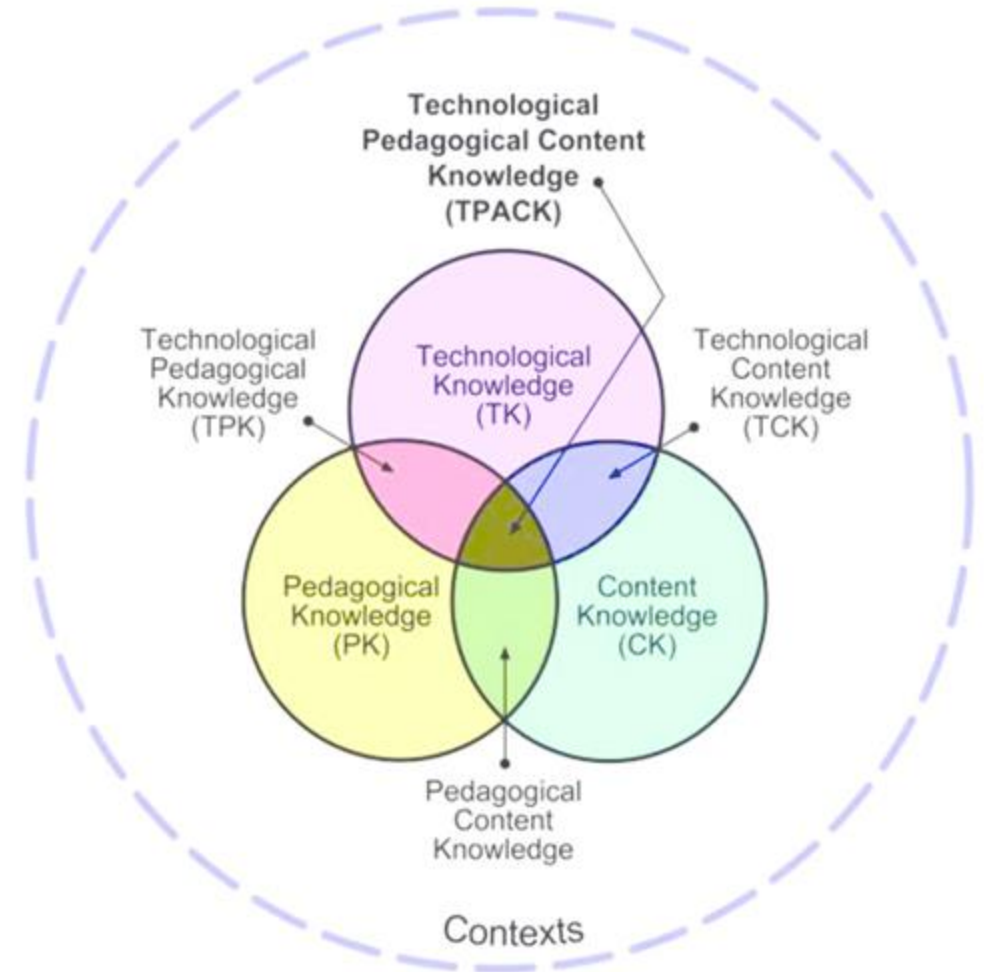 Technological
Pedagogical Content
Knowledge
(TPACK)
Technological
Pedagogical
Knowledge
(TPK)
Technological
Knowledge
(TK)
Technological
Content
Knowledge
(TCK)
Pedagogical
Knowledge
(PK)
Content
Knowledge
(CK)
Pedagogical
Content
Knowledge
Contexts